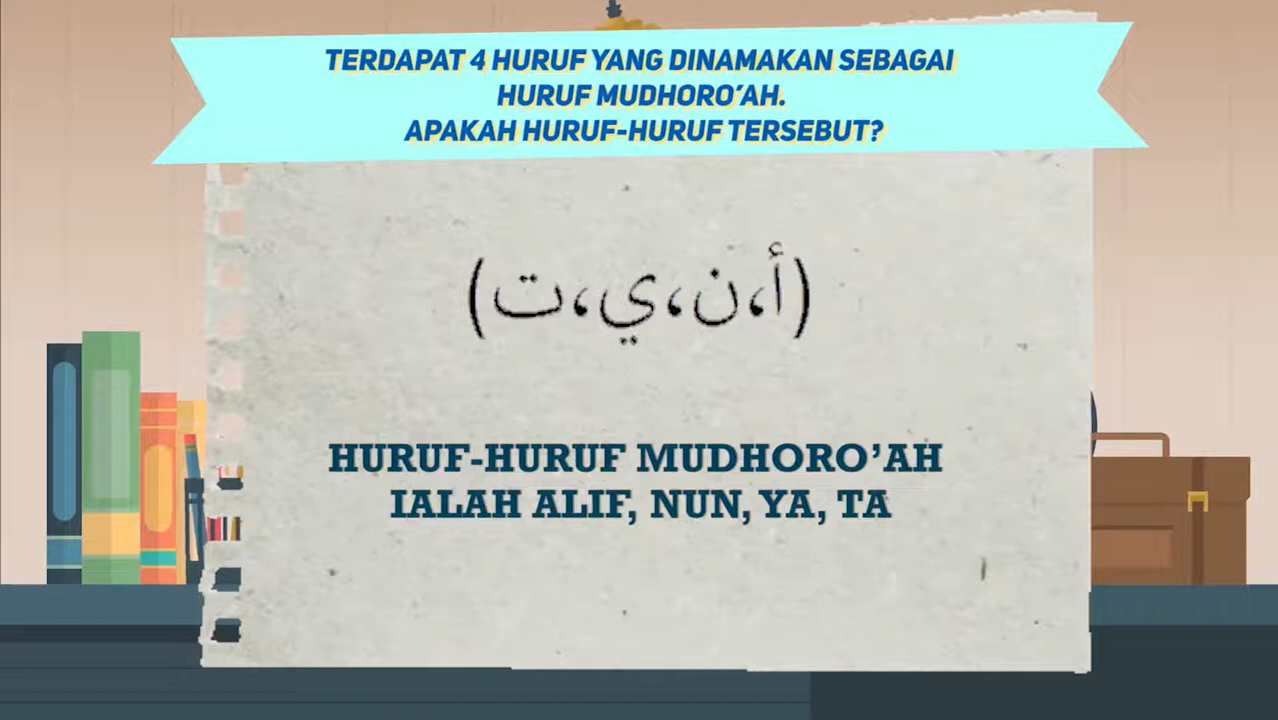 TERDAPAT 4 HURUF YANG DINAMAKAN SEBAGAI
HURUF MUDHORO'AH.
APAKAH HURUF-HURUF TERSEBUT?
(أ،ن،ي،ت)
HURUF-HURUF MUDHORO'AH
IALAH ALIF, NUN, YA, TA